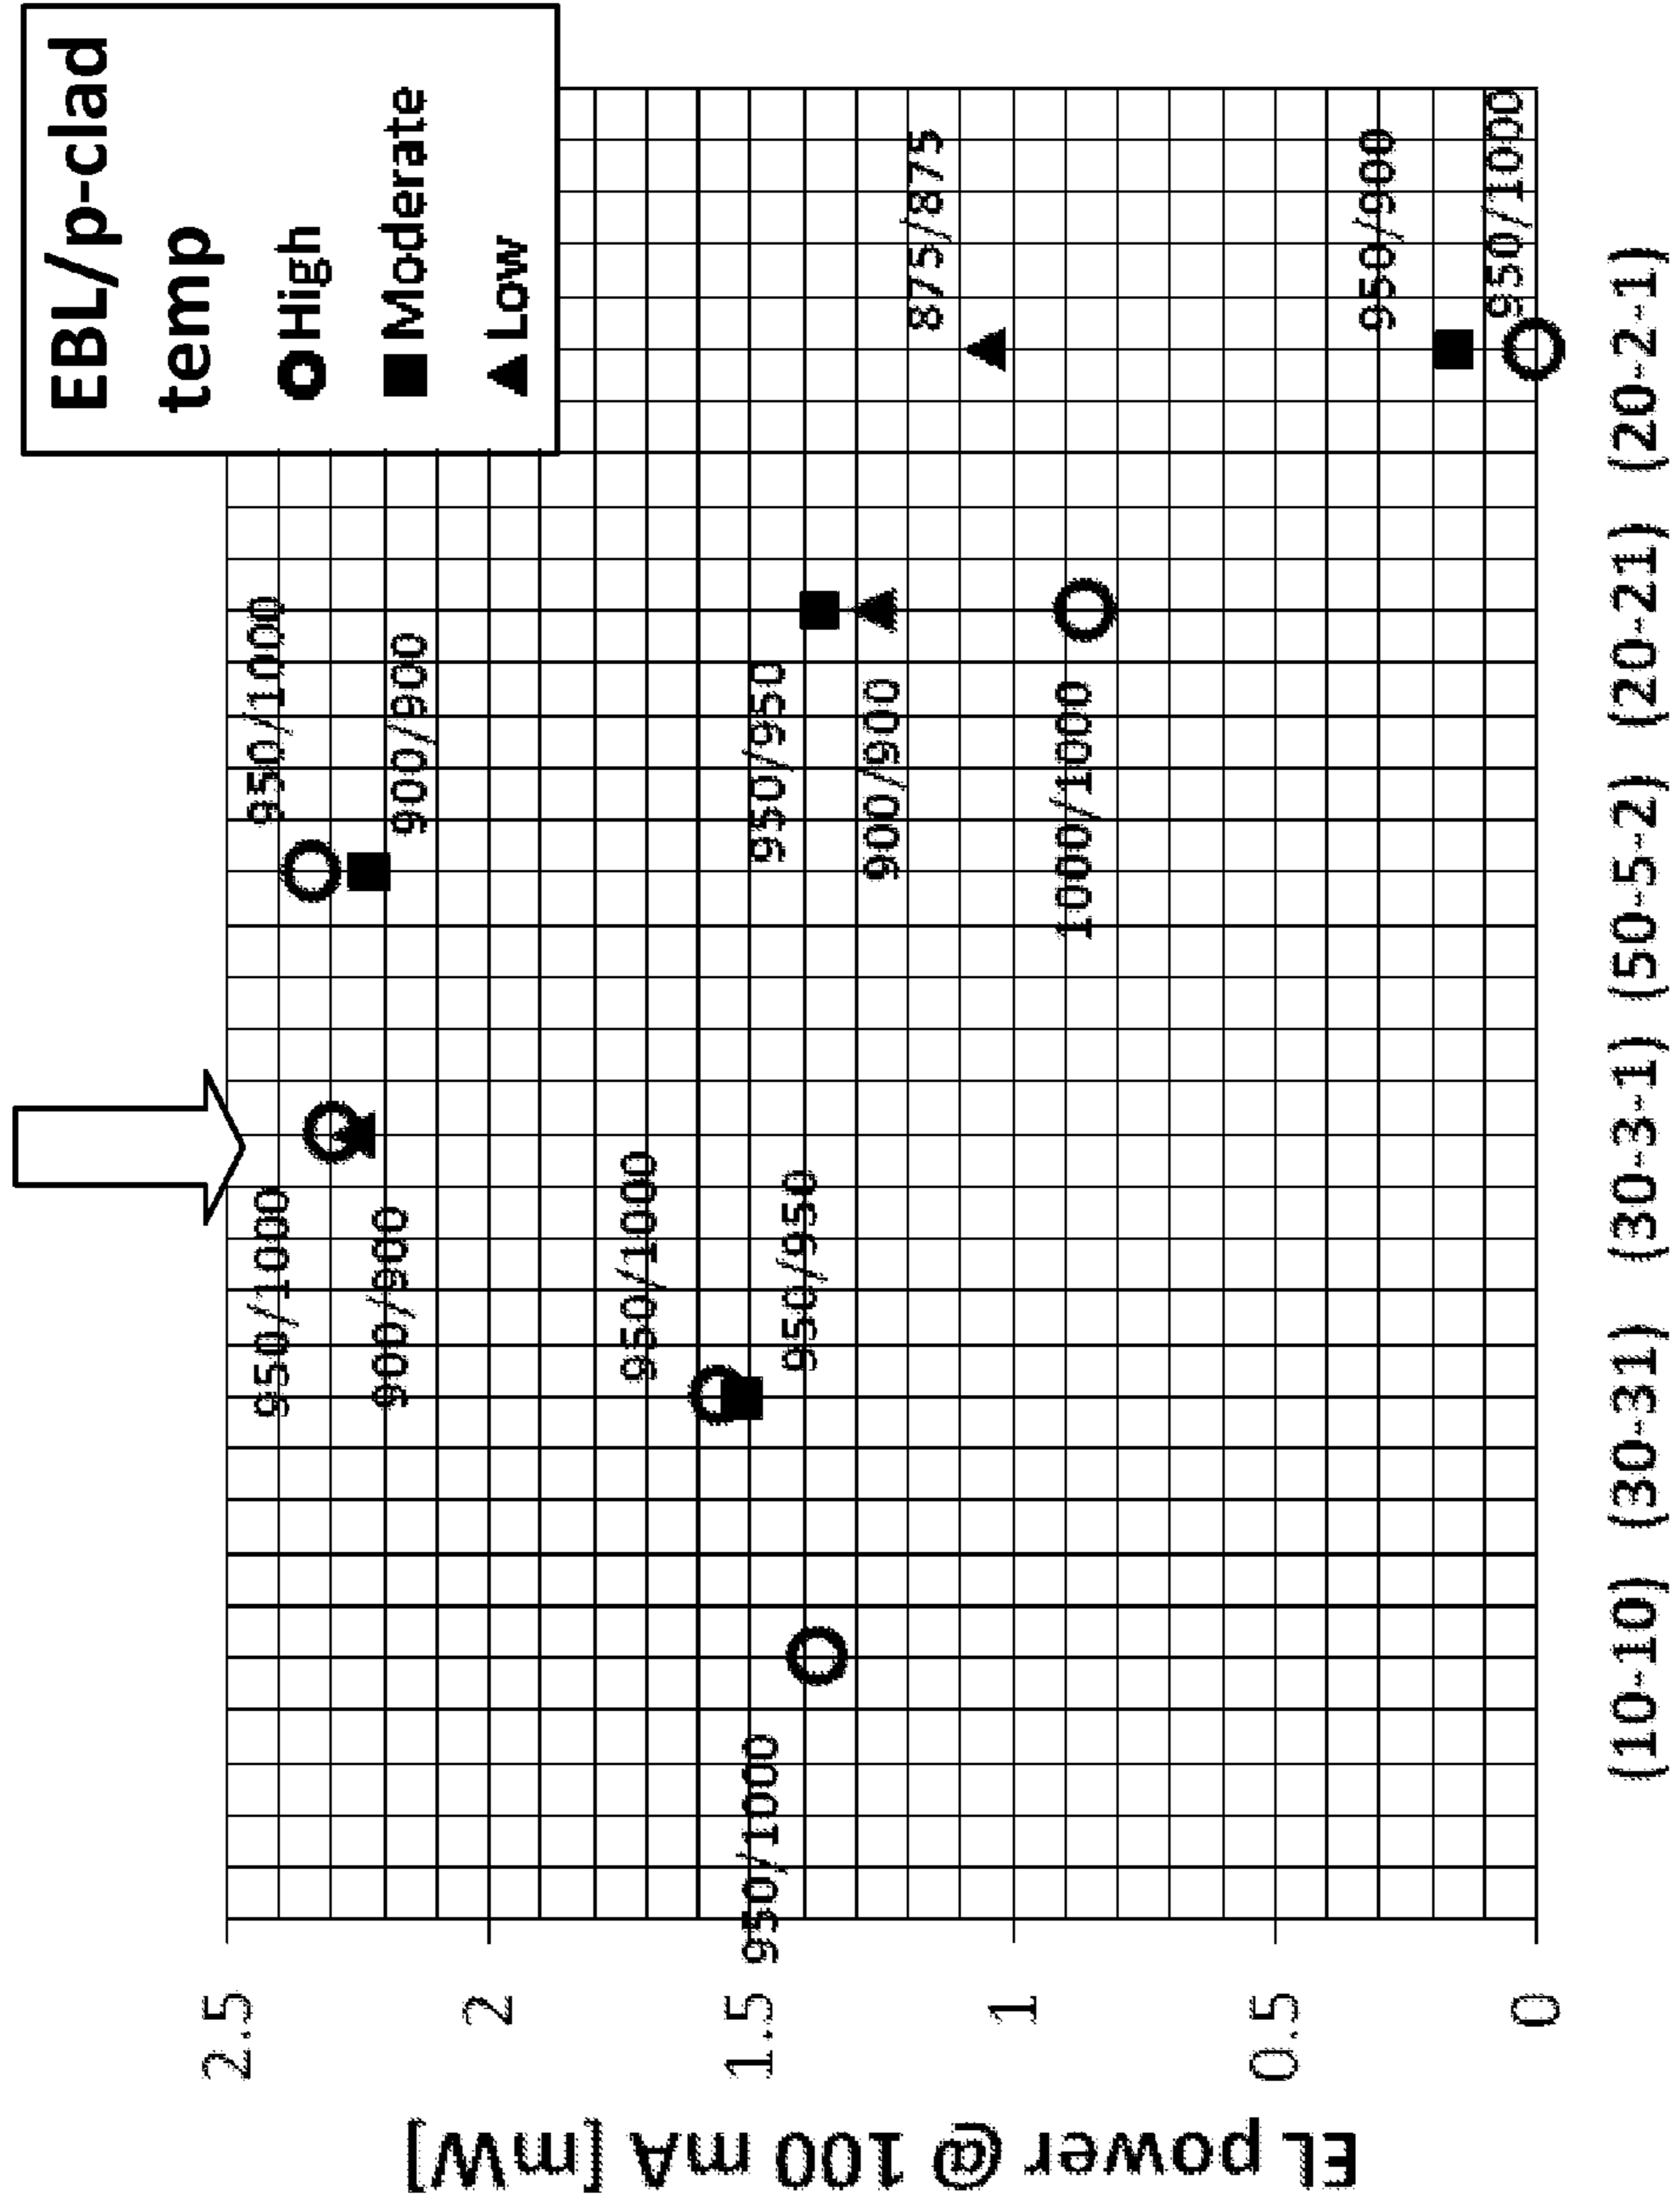 EBL/p-clad
temp
High
Moderate
Low
EL power @ 100 mA [mW]
2.5
2
1.5
1
0.5
0
950/1000
950/1000
950/950
950/1000
900/900
950/1000
900/900
950/950
900/900
1000/1000
875/875
950/900
950/1000
(10-10) (30-31) (30-3-1) (50-5-2) (20-21) (20-2-1)